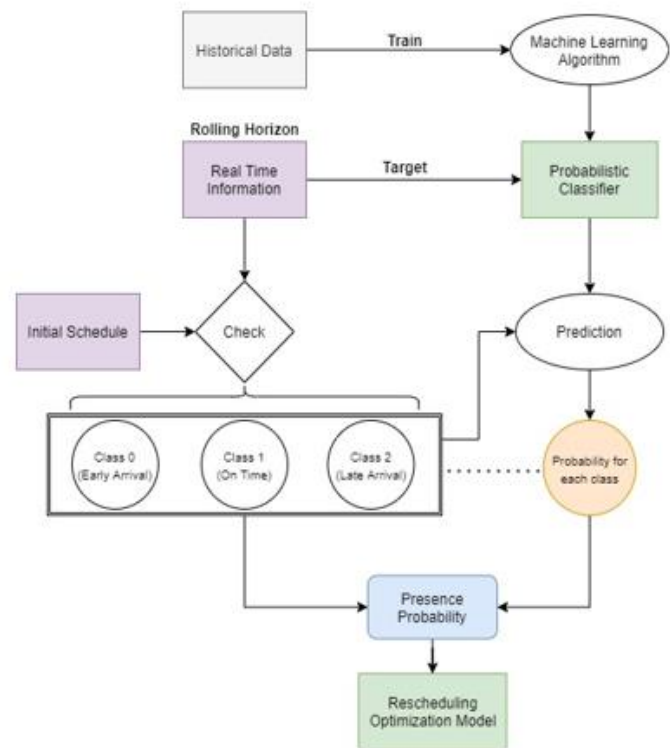 Historical Data
Train
Machine Learning
Algorithm
Rolling Horizon
Real Time
Information
Target
Probabilistic
Classifier
Initial Schedule
Check
Prediction
Class 0
(Early Arrival)
Class 1
(On Time)
Class 2
(Late Arrival)
Probability for
each class
Presence
Probability
Rescheduling
Optimization Model